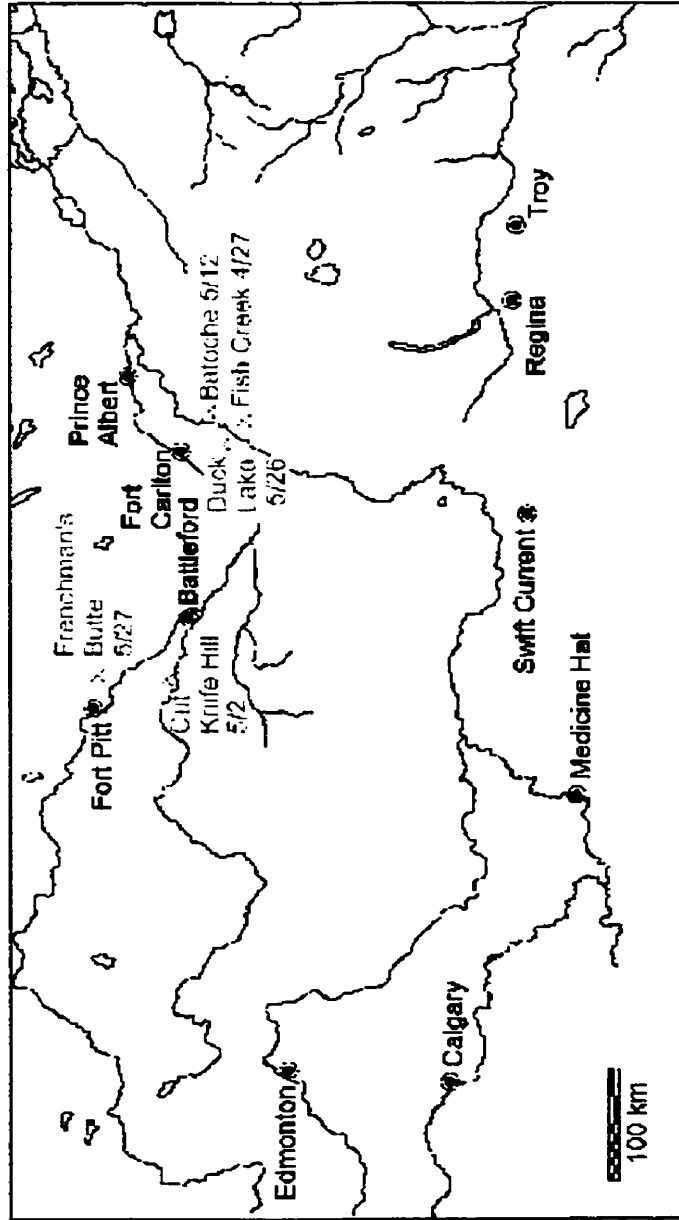 Frenchman's
Butte
5/27
Fort Pitt
Prince
Albert
Fort
Carlton
Battleford
Cut
Knife Hill
5/2
Duck
Lake
5/26
Batoche 5/12
Fish Creek 4/27
Edmonton
Calgary
Medicine Hat
Swift Current
Regina
Troy
100 km